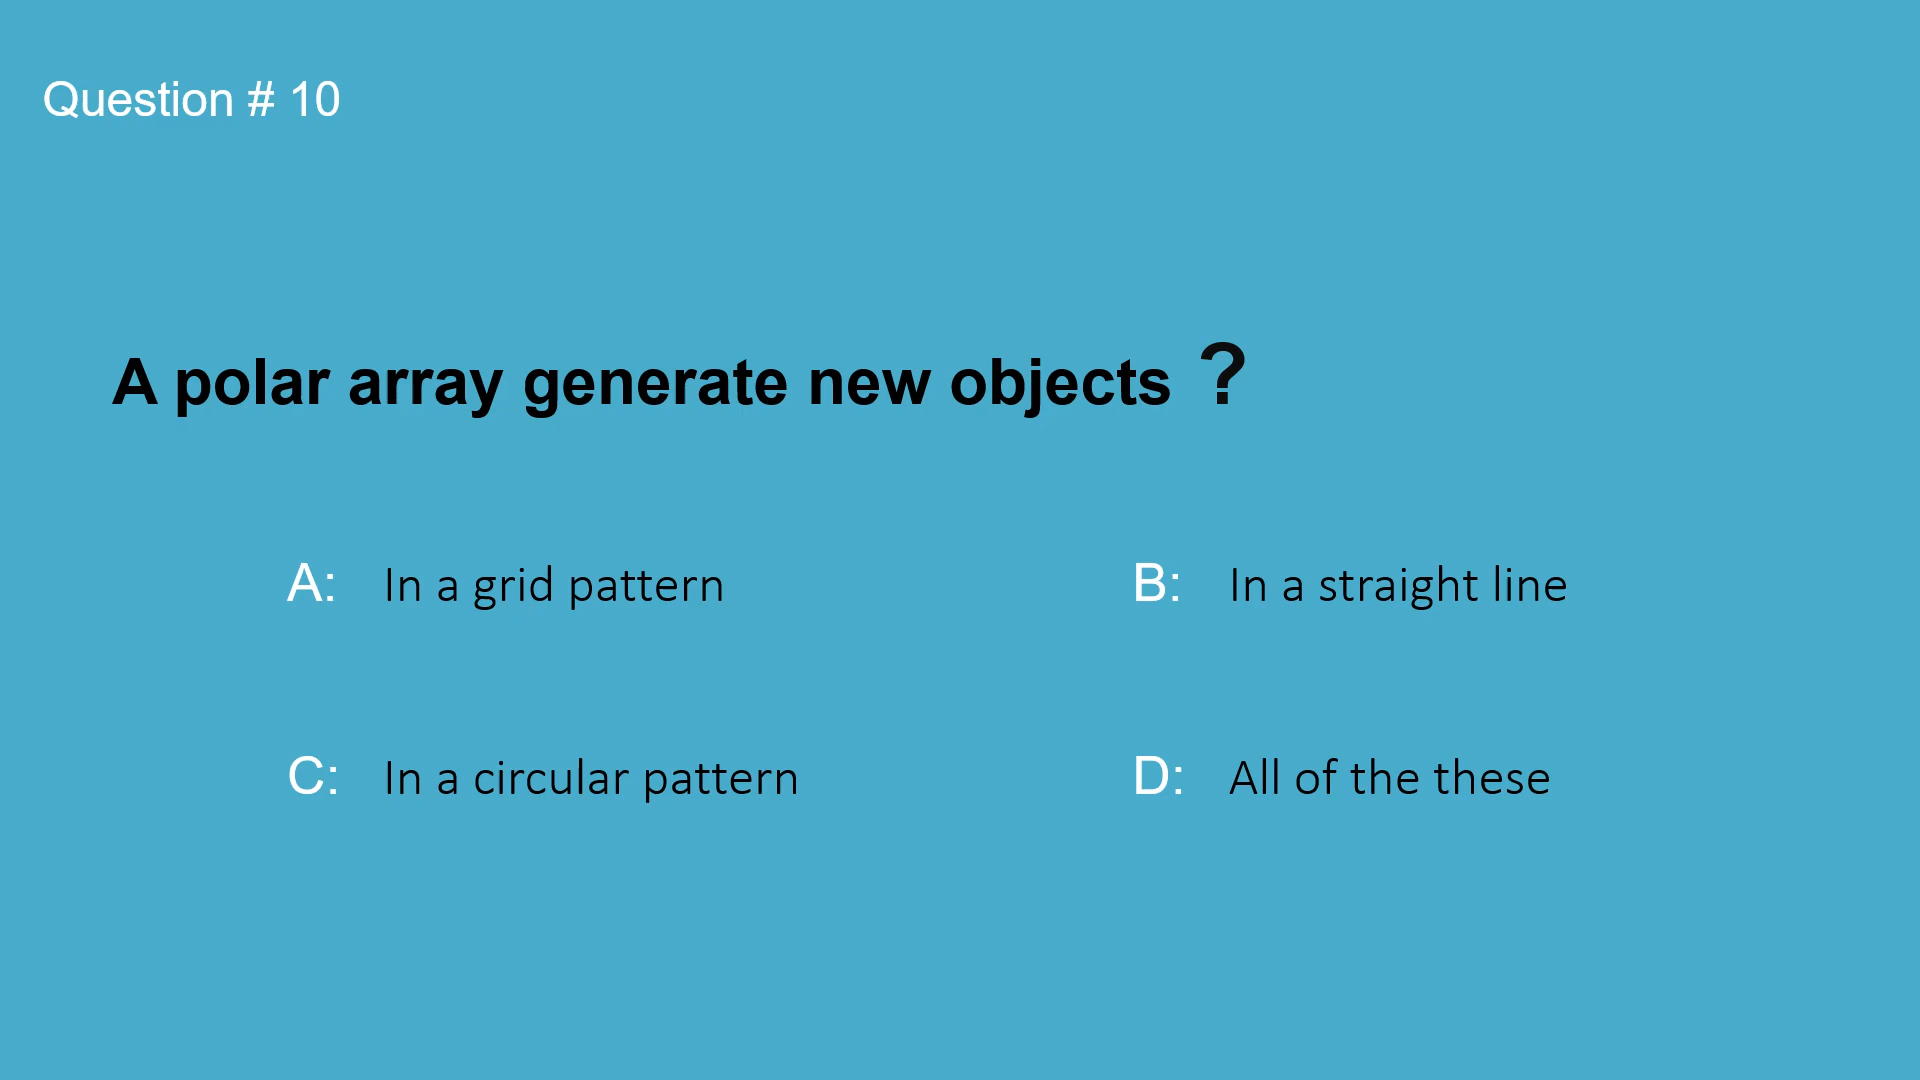 Question # 10
A polar array generate new objects ?
A: In a grid pattern
B: In a straight line
C: In a circular pattern
D: All of the these